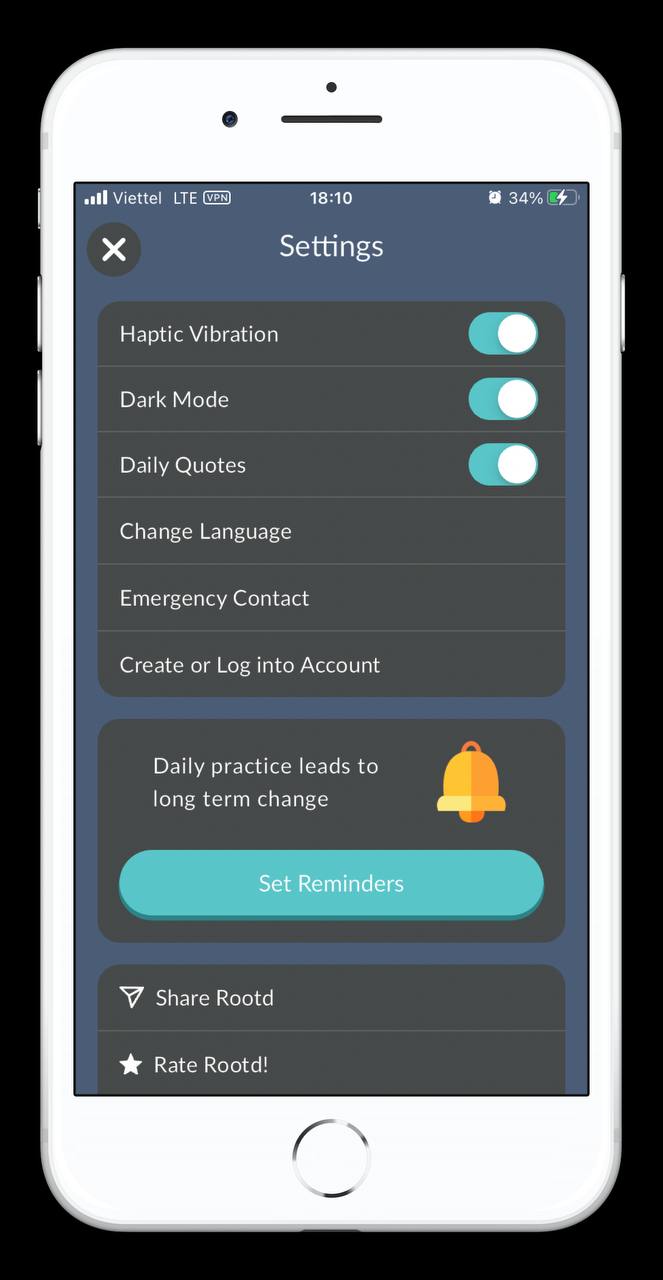 Viettel LTE VPN 18:10 34%
Settings
Haptic Vibration
Dark Mode
Daily Quotes
Change Language
Emergency Contact
Create or Log into Account
Daily practice leads to
long term change
Set Reminders
Share Rootd
Rate Rootd!